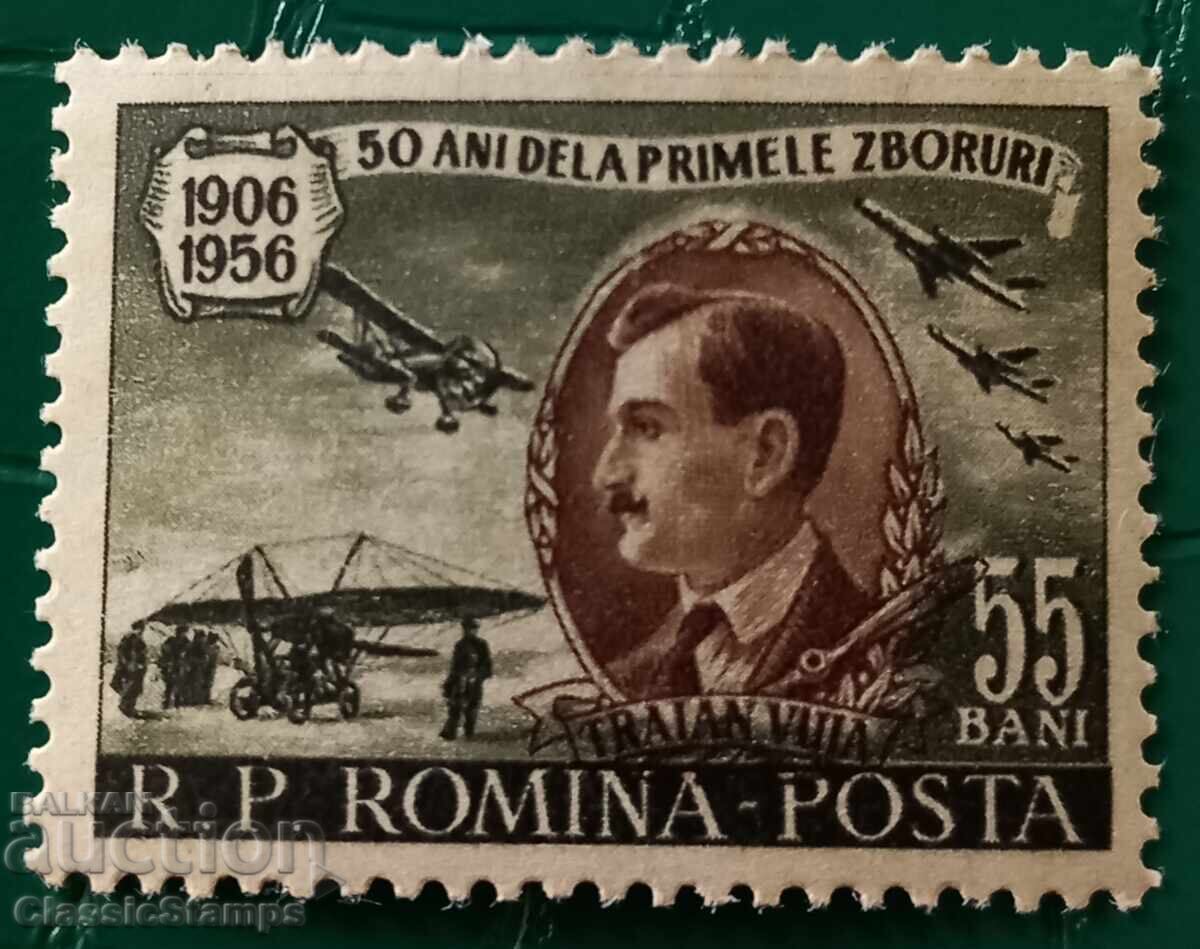 50 ANI DELA PRIMELE ZBORURI
1906
1956
55
BANI
TRAIAN VUIA
R. P. ROMINA-POSTA
BALKAN
auction
ClassicStamps